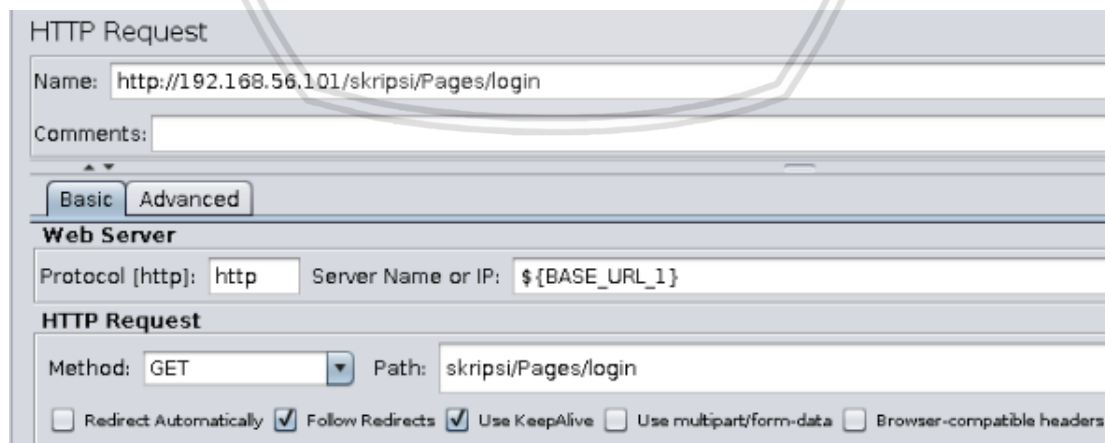 HTTP Request
Name: http://192.168.56.101/skripsi/Pages/login
Comments:
Basic Advanced
Web Server
Protocol [http]: http Server Name or IP: ${BASE_URL_1}
HTTP Request
Method: GET Path: skripsi/Pages/login
Redirect Automatically Follow Redirects Use KeepAlive Use multipart/form-data Browser-compatible headers